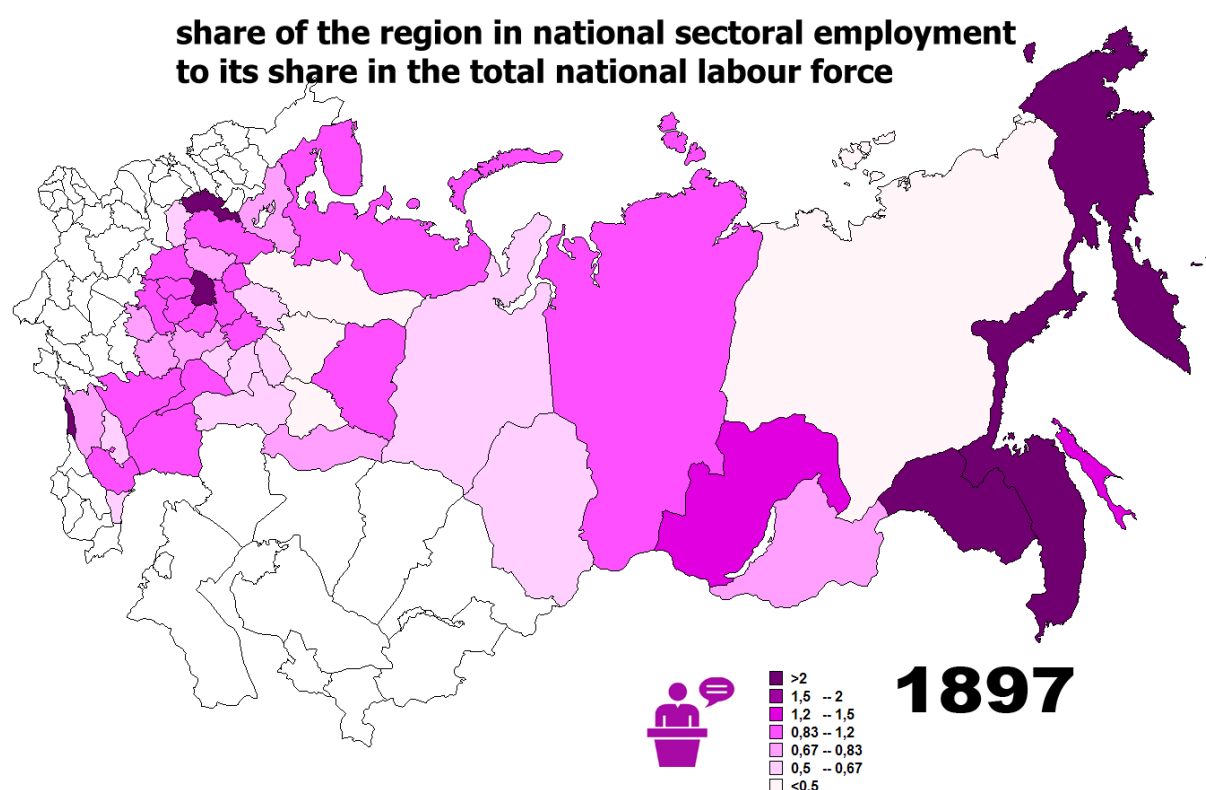 share of the region in national sectoral employment
to its share in the total national labour force
>2
1,5 -- 2
1,2 -- 1,5
0,83 -- 1,2
0,67 -- 0,83
0,5 -- 0,67
<0,5
1897